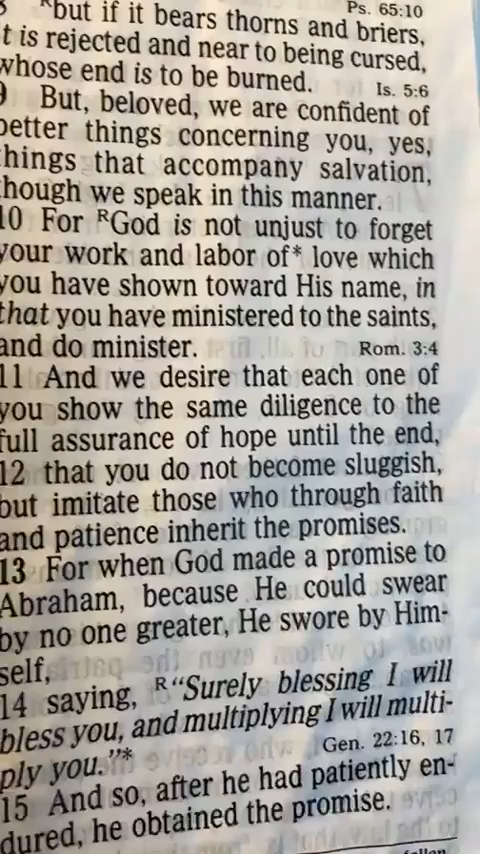 8 ᴿbut if it bears thorns and briers, Ps. 65:10
t is rejected and near to being cursed,
whose end is to be burned. Is. 5:6
9 But, beloved, we are confident of
better things concerning you, yes,
things that accompany salvation,
though we speak in this manner.
10 For ᴿGod is not unjust to forget
your work and labor of* love which
you have shown toward His name, in
that you have ministered to the saints,
and do minister. Rom. 3:4
11 And we desire that each one of
you show the same diligence to the
full assurance of hope until the end,
12 that you do not become sluggish,
but imitate those who through faith
and patience inherit the promises.
13 For when God made a promise to
Abraham, because He could swear
by no one greater, He swore by Him-
self,
14 saying, ᴿ“Surely blessing I will
bless you, and multiplying I will multi-
ply you.”* Gen. 22:16, 17
15 And so, after he had patiently en-
dured, he obtained the promise.